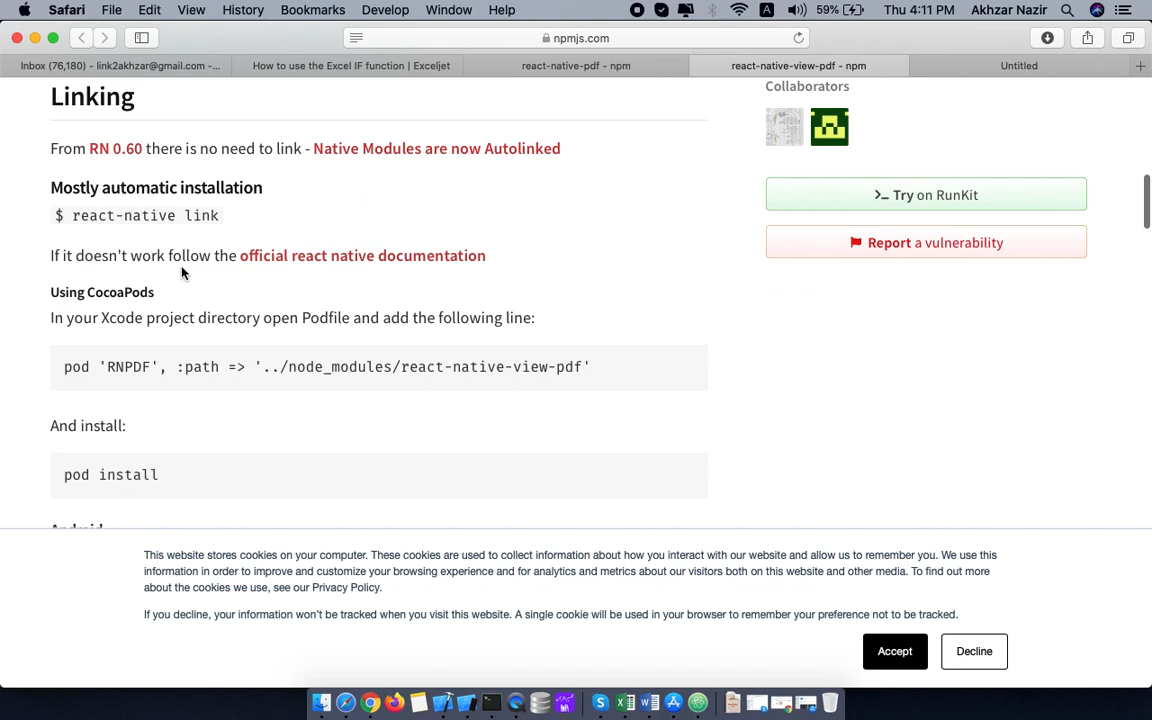 Safari File Edit View History Bookmarks Develop Window Help A 59% Thu 4:11 PM Akhzar Nazir
npmjs.com
Inbox (76,180) - link2akhzar@gmail.com -... How to use the Excel IF function | Exceljet react-native-pdf - npm react-native-view-pdf - npm Untitled
Linking
From RN 0.60 there is no need to link - Native Modules are now Autolinked
Mostly automatic installation
$ react-native link
If it doesn't work follow the official react native documentation
Using CocoaPods
In your Xcode project directory open Podfile and add the following line:
pod 'RNPDF', :path => '../node_modules/react-native-view-pdf'
And install:
pod install
Android
Collaborators
>_ Try on RunKit
Report a vulnerability
This website stores cookies on your computer. These cookies are used to collect information about how you interact with our website and allow us to remember you. We use this
information in order to improve and customize your browsing experience and for analytics and metrics about our visitors both on this website and other media. To find out more
about the cookies we use, see our Privacy Policy.
If you decline, your information won't be tracked when you visit this website. A single cookie will be used in your browser to remember your preference not to be tracked.
Accept Decline